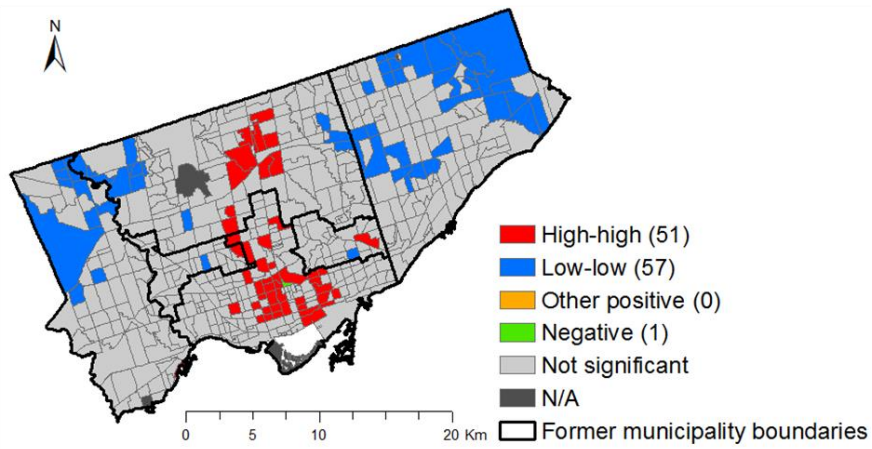 N
High-high (51)
Low-low (57)
Other positive (0)
Negative (1)
Not significant
N/A
Former municipality boundaries
0 5 10 20 Km